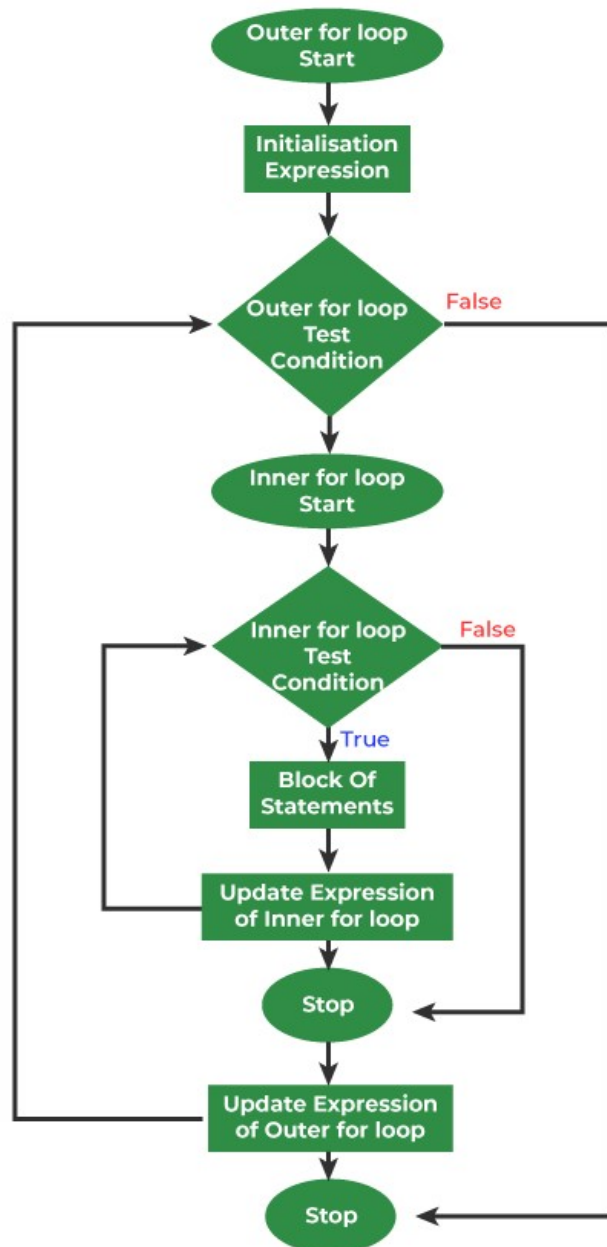 Outer for loop
Start
Initialisation
Expression
Outer for loop
Test
Condition
False
Inner for loop
Start
Inner for loop
Test
Condition
False
True
Block Of
Statements
Update Expression
of Inner for loop
Stop
Update Expression
of Outer for loop
Stop